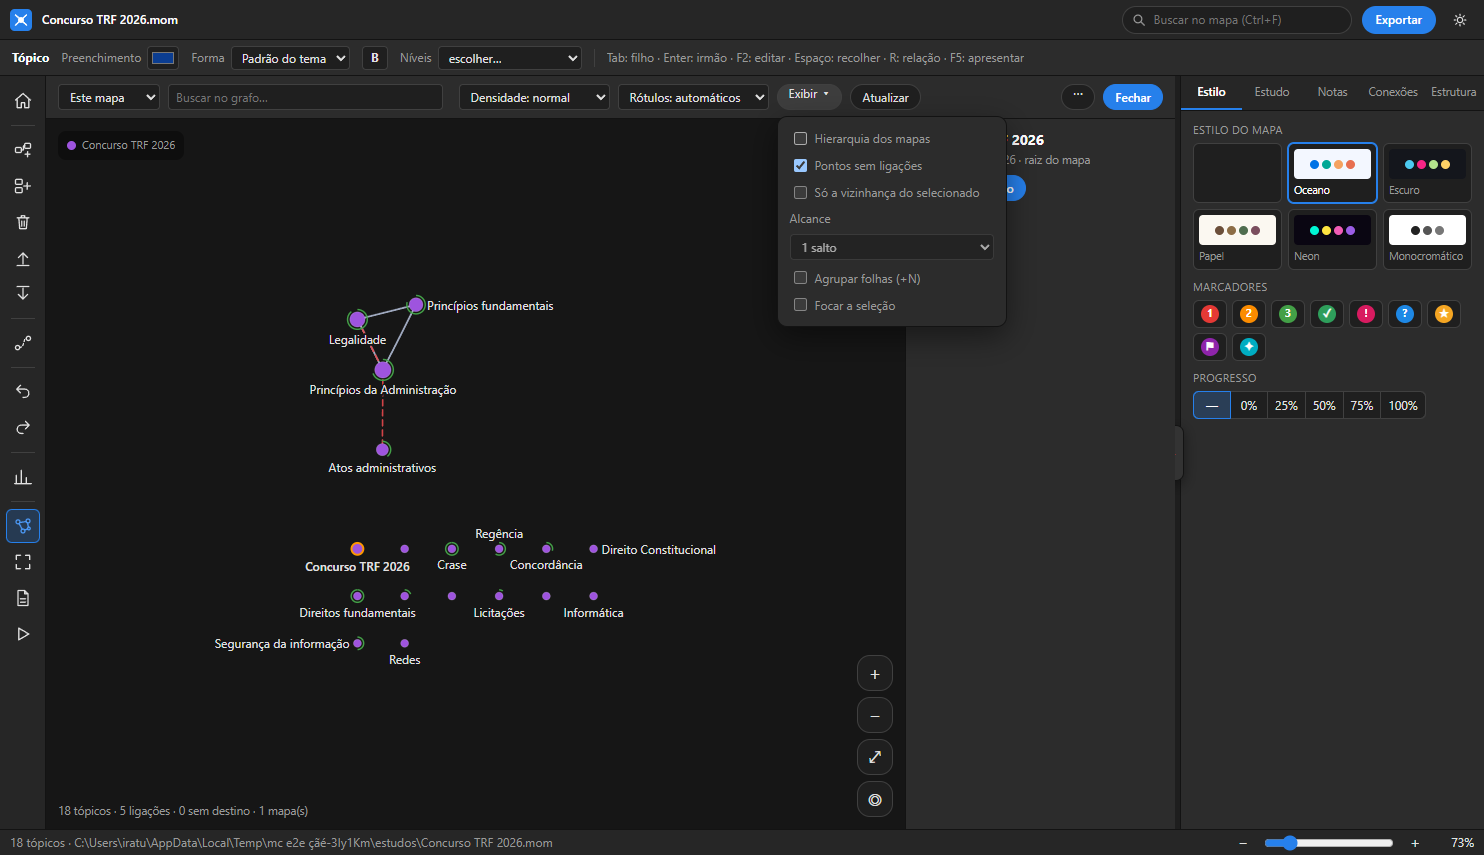 Concurso TRF 2026.mom
Buscar no mapa (Ctrl+F)
Exportar
Tópico
Preenchimento
Forma
Padrão do tema
B
Níveis
escolher...
Tab: filho · Enter: irmão · F2: editar · Espaço: recolher · R: relação · F5: apresentar
Este mapa
Buscar no grafo...
Densidade: normal
Rótulos: automáticos
Exibir
Atualizar
...
Fechar
Estilo
Estudo
Notas
Conexões
Estrutura
Concurso TRF 2026
Hierarquia dos mapas
Pontos sem ligações
Só a vizinhança do selecionado
Alcance
1 salto
Agrupar folhas (+N)
Focar a seleção
2026
26 · raiz do mapa
o
ESTILO DO MAPA
Oceano
Escuro
Papel
Neon
Monocromático
MARCADORES
1
2
3
!
?
PROGRESSO
—
0%
25%
50%
75%
100%
Princípios fundamentais
Legalidade
Princípios da Administração
Atos administrativos
Regência
Direito Constitucional
Concurso TRF 2026
Crase
Concordância
Direitos fundamentais
Licitações
Informática
Segurança da informação
Redes
+
−
18 tópicos · 5 ligações · 0 sem destino · 1 mapa(s)
18 tópicos · C:\Users\iratu\AppData\Local\Temp\mc e2e çãé-3ly1Km\estudos\Concurso TRF 2026.mom
−
+
73%